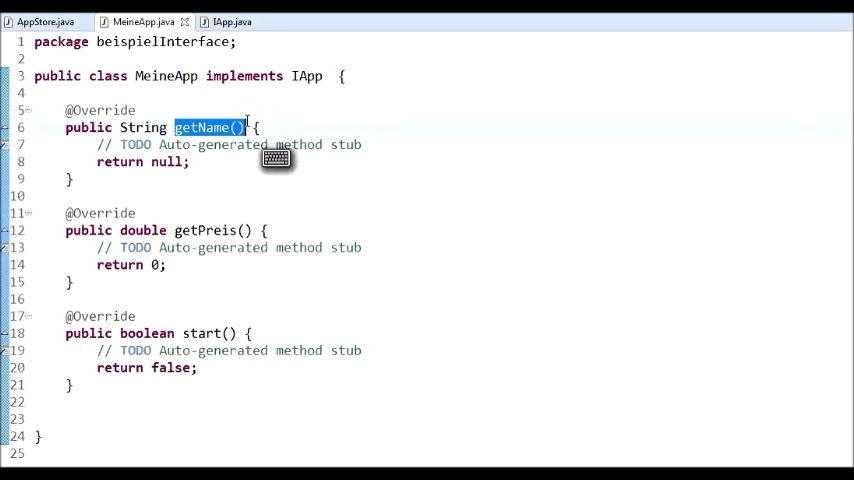 AppStore.java MeineApp.java IApp.java
1 package beispielInterface;
2
3 public class MeineApp implements IApp {
4
5 @Override
6 public String getName() {
7 // TODO Auto-generated method stub
8 return null;
9 }
10
11 @Override
12 public double getPreis() {
13 // TODO Auto-generated method stub
14 return 0;
15 }
16
17 @Override
18 public boolean start() {
19 // TODO Auto-generated method stub
20 return false;
21 }
22
23
24 }
25